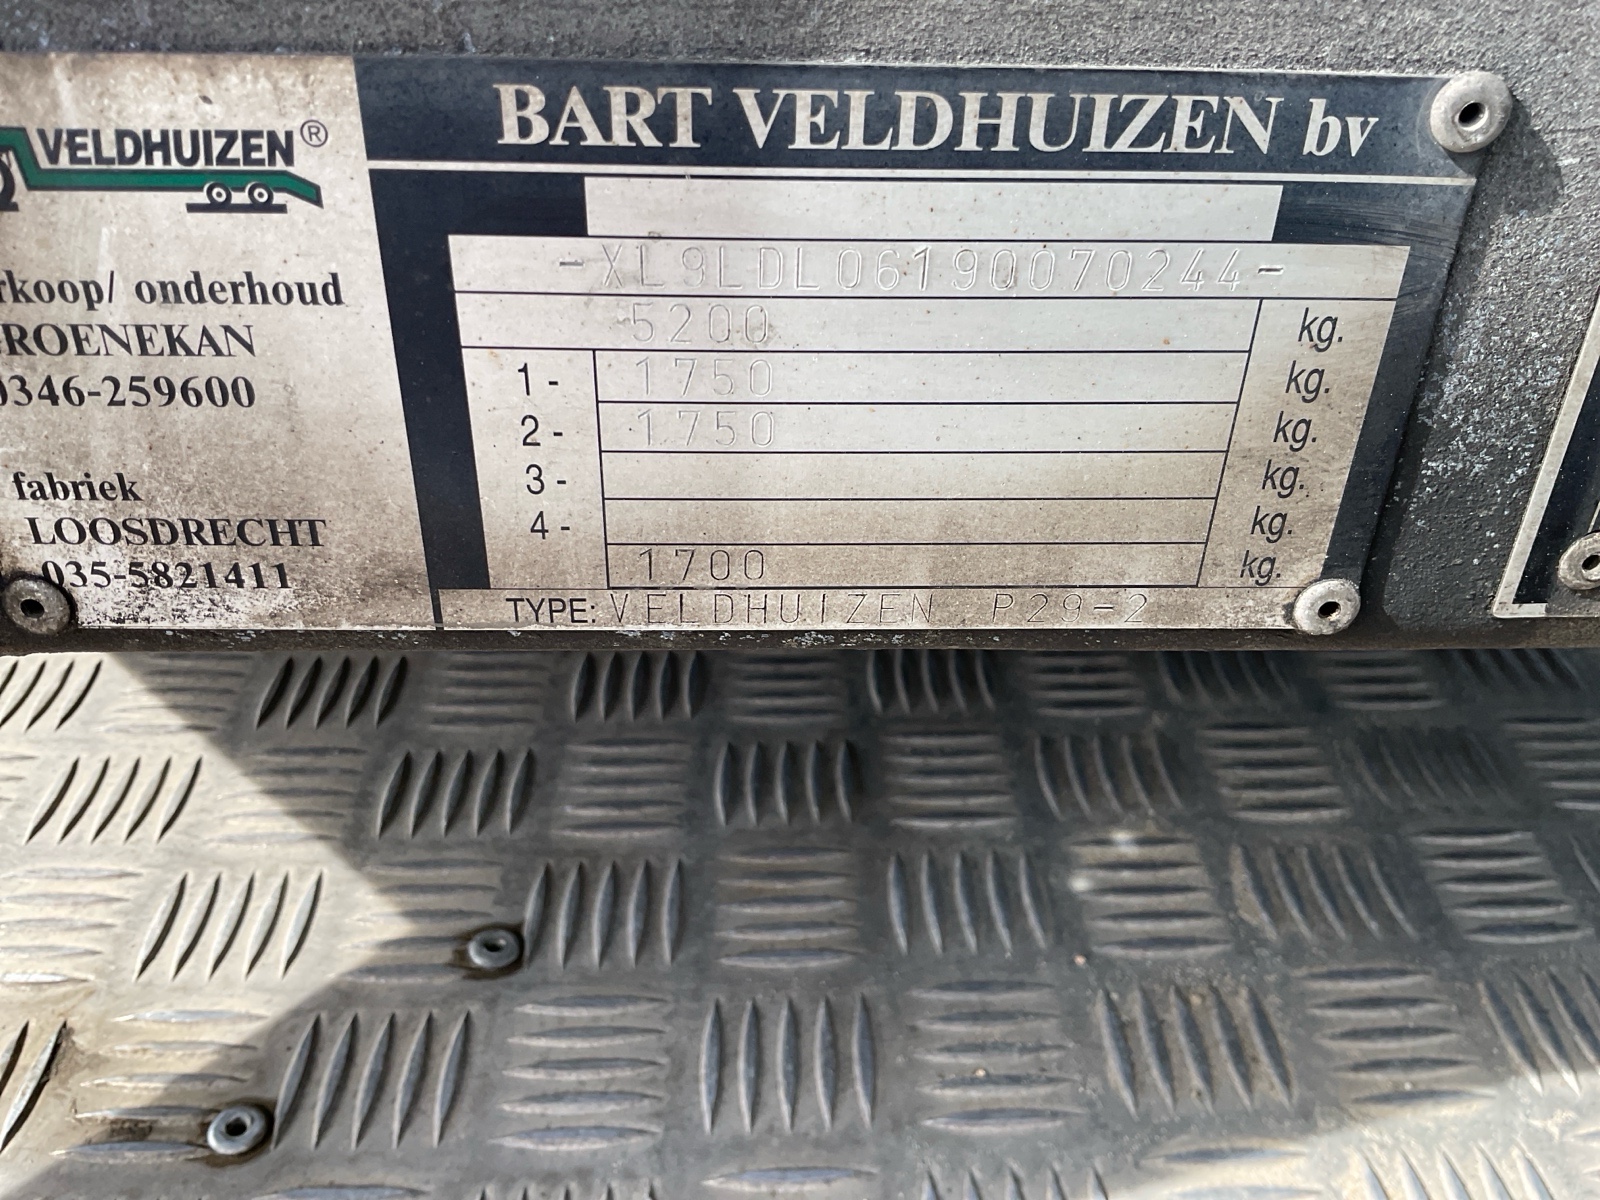 VELDHUIZEN®
rkoop/ onderhoud
ROENEKAN
0346-259600
fabriek
LOOSDRECHT
035-5821411
BART VELDHUIZEN bv
-XL9LDL06190070244-
5200 kg.
1- 1750 kg.
2- 1750 kg.
3- kg.
4- kg.
1700 kg.
TYPE: VELDHUIZEN P29-2